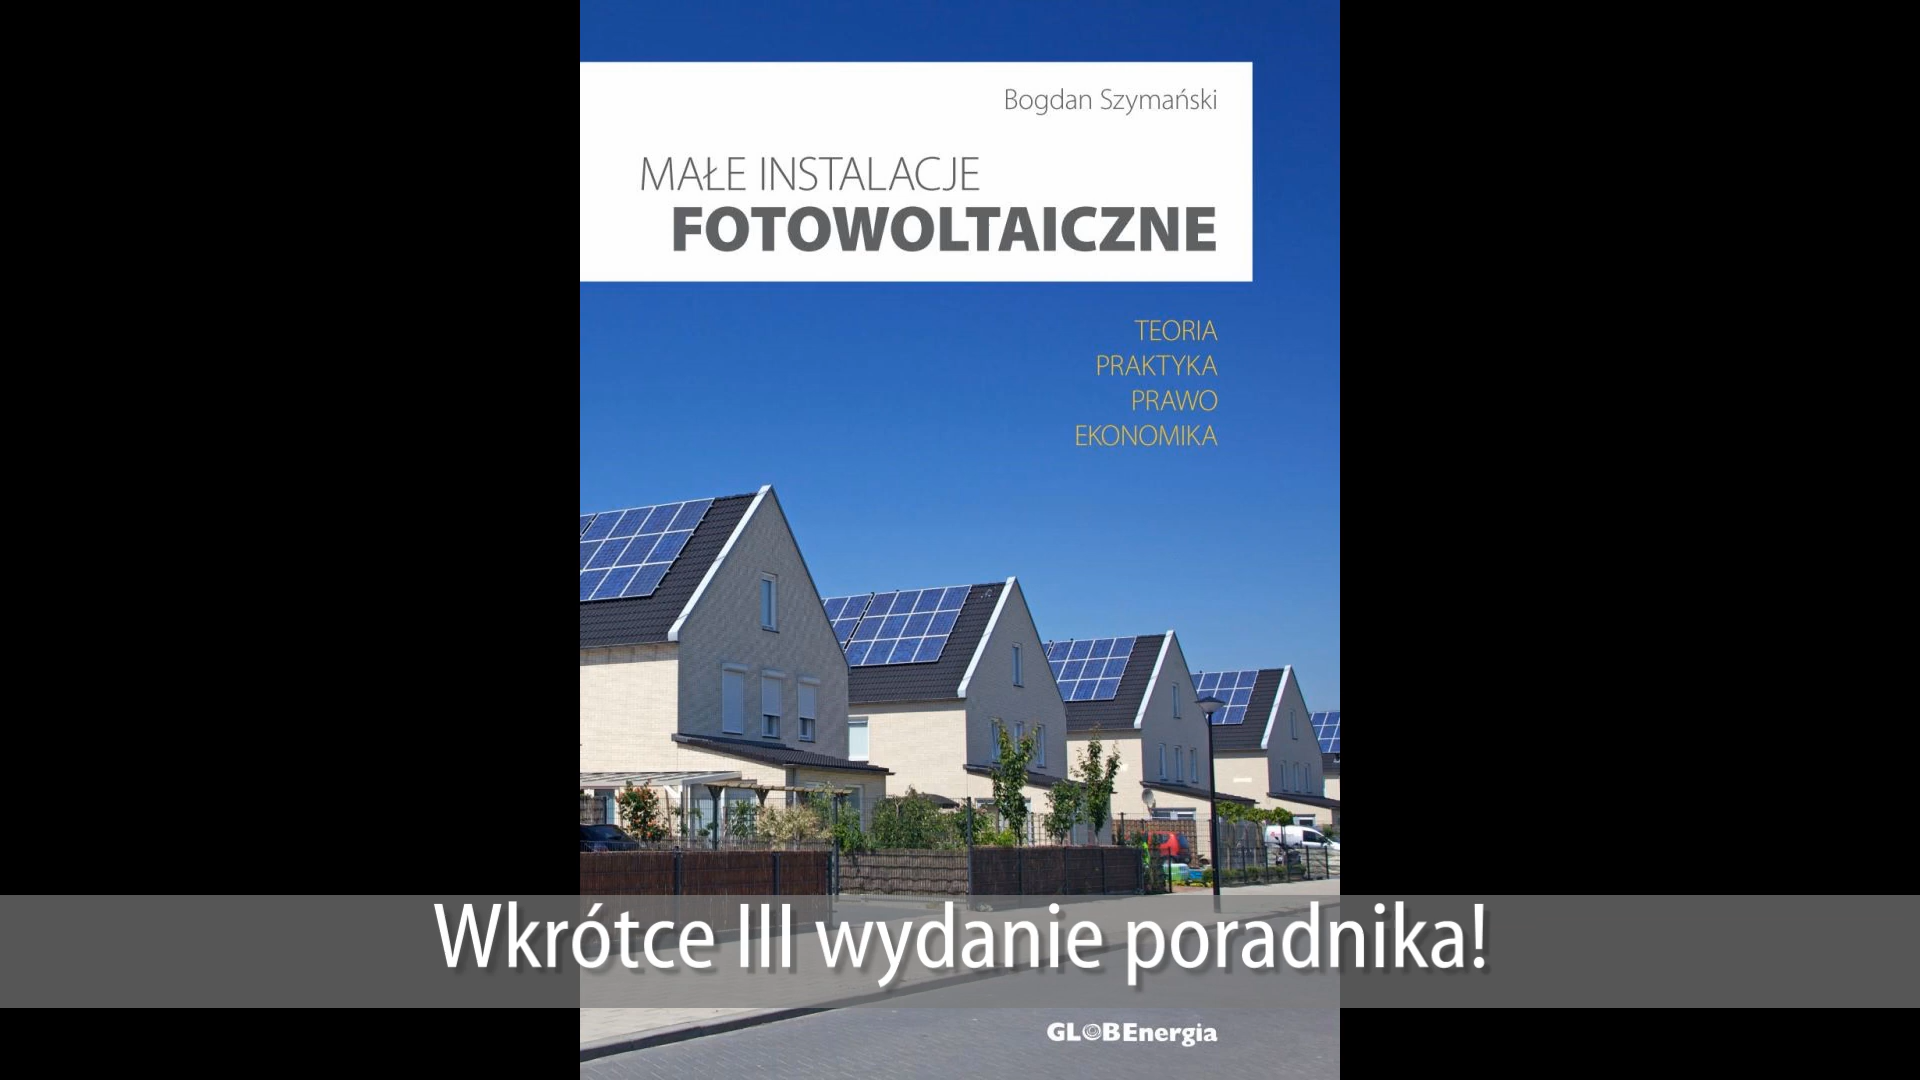 Bogdan Szymański
MAŁE INSTALACJE
FOTOWOLTAICZNE
TEORIA
PRAKTYKA
PRAWO
EKONOMIKA
Wkrótce III wydanie poradnika!
GLOBEnergia